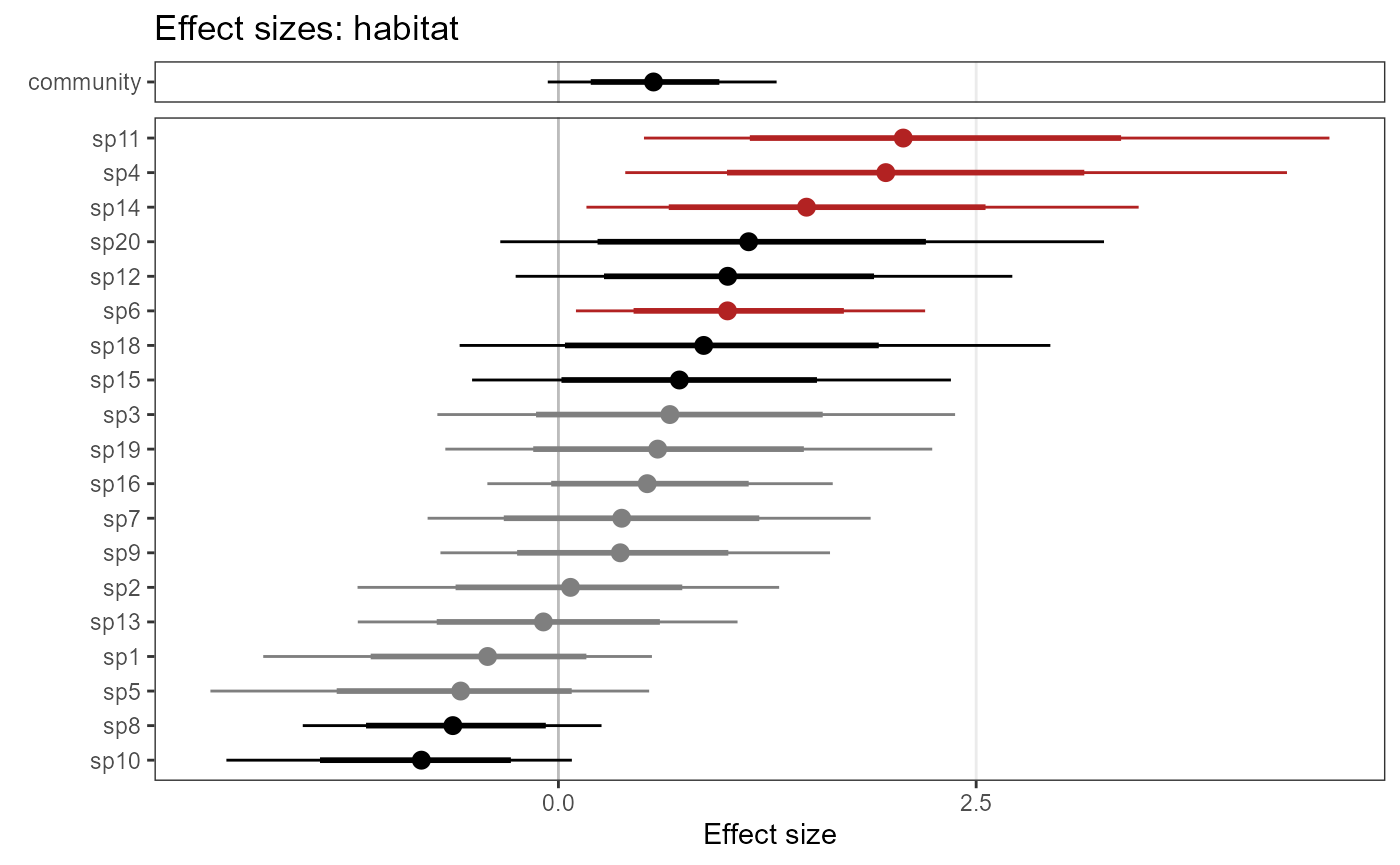 Effect sizes: habitat
community
sp11
sp4
sp14
sp20
sp12
sp6
sp18
sp15
sp3
sp19
sp16
sp7
sp9
sp2
sp13
sp1
sp5
sp8
sp10
0.0 2.5
Effect size